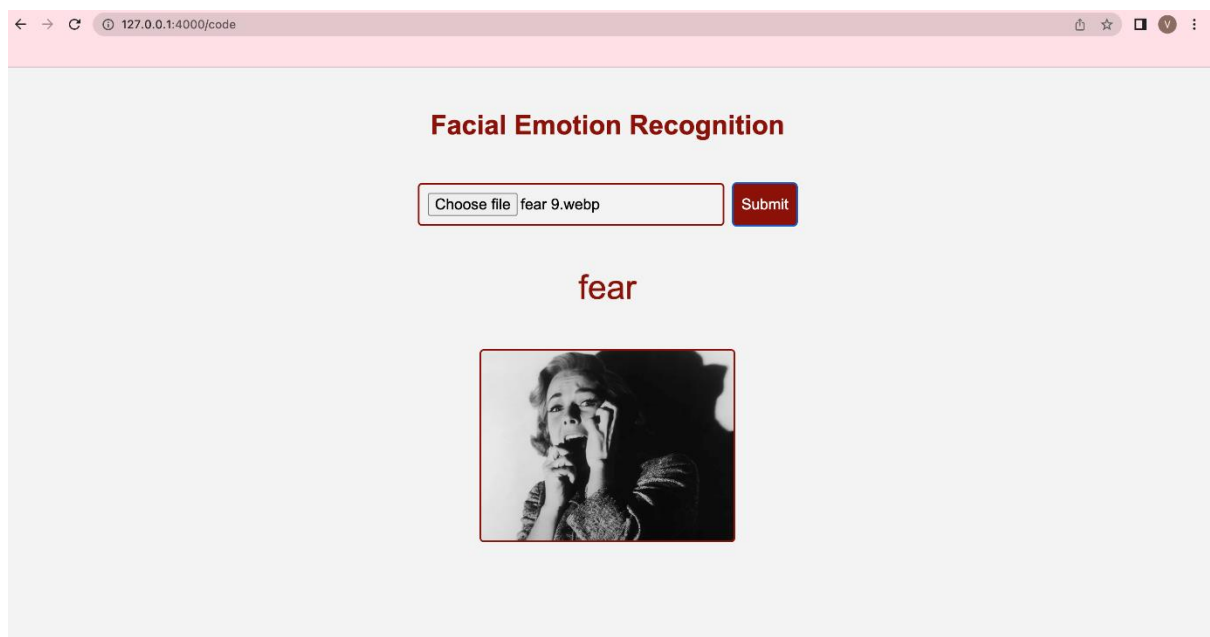 127.0.0.1:4000/code
V
Facial Emotion Recognition
Choose file fear 9.webp Submit
fear